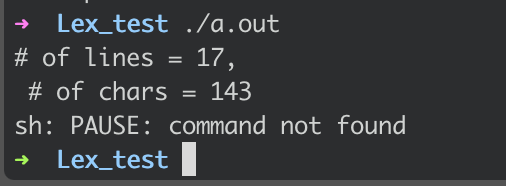 ➜ Lex_test ./a.out
# of lines = 17,
 # of chars = 143
sh: PAUSE: command not found
➜ Lex_test